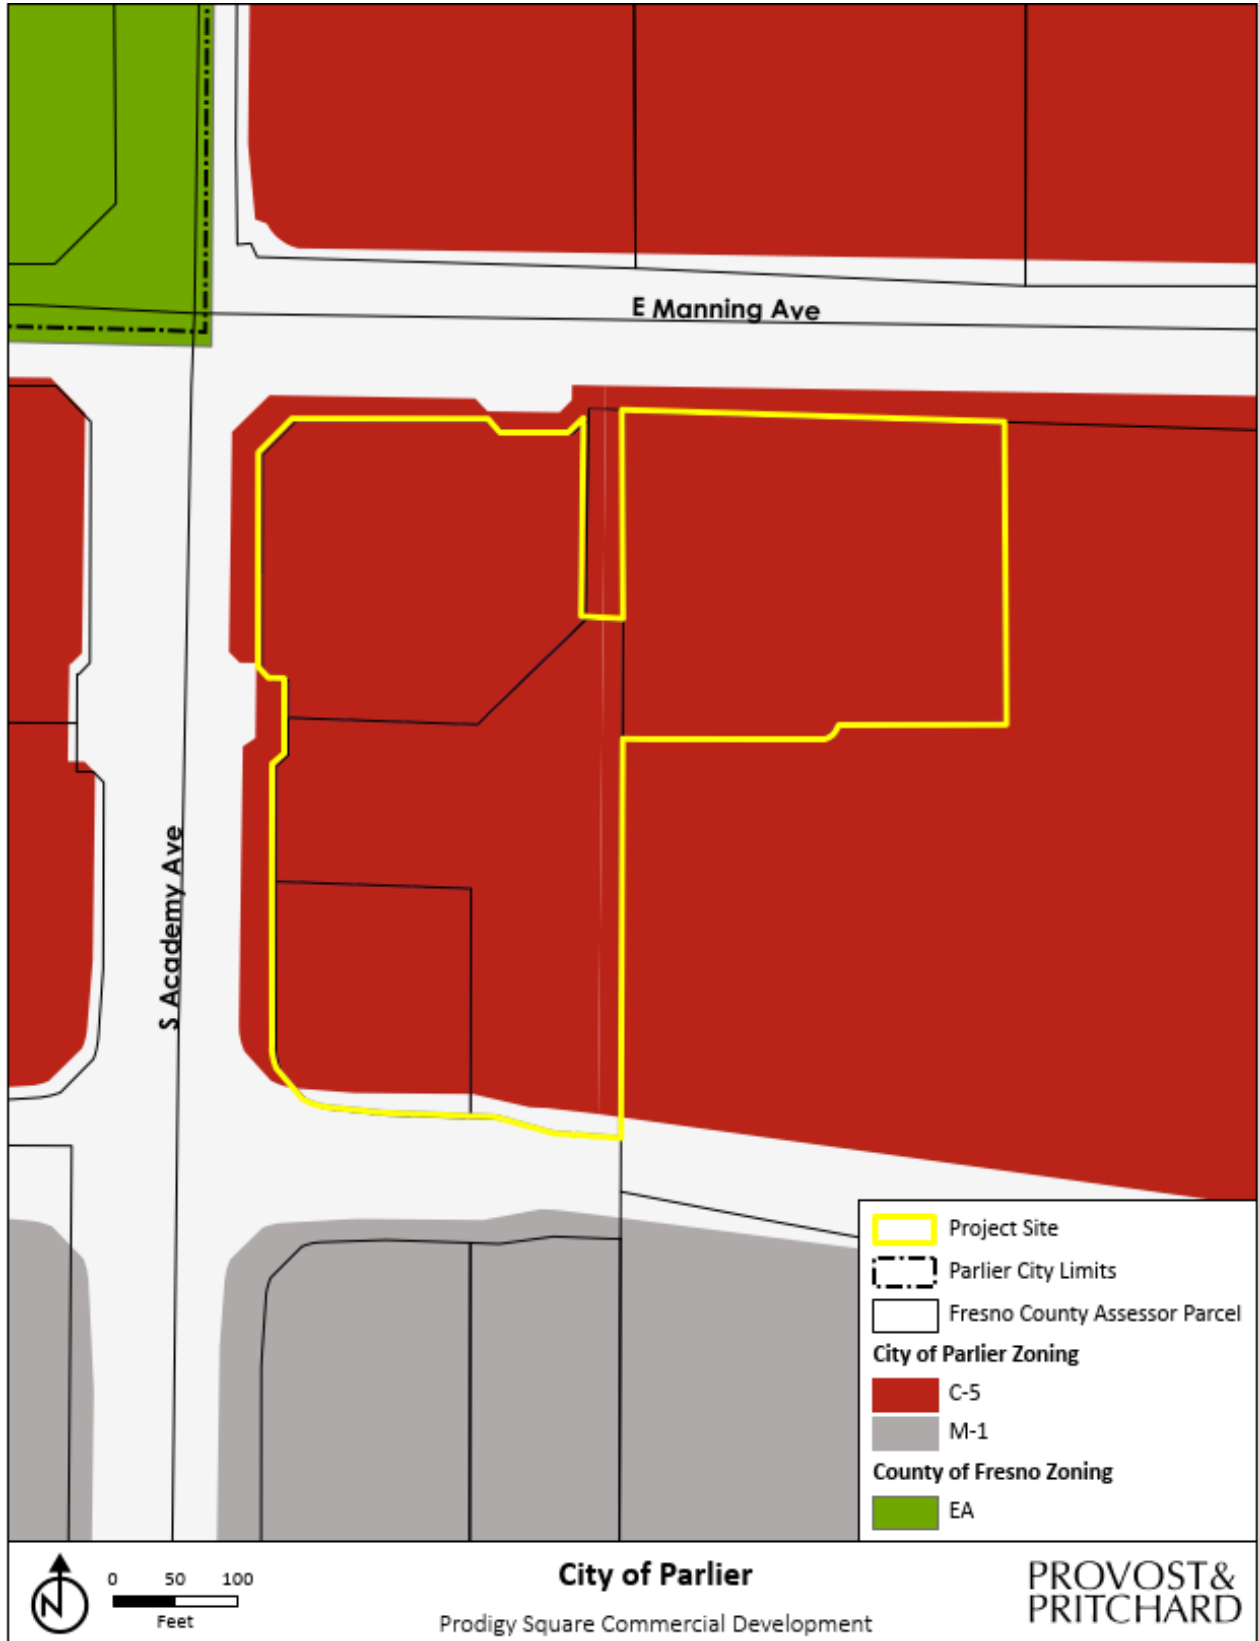 E Manning Ave
S Academy Ave
Project Site
Parlier City Limits
Fresno County Assessor Parcel
City of Parlier Zoning
C-5
M-1
County of Fresno Zoning
EA
N
0 50 100
Feet
City of Parlier
Prodigy Square Commercial Development
PROVOST&
PRITCHARD